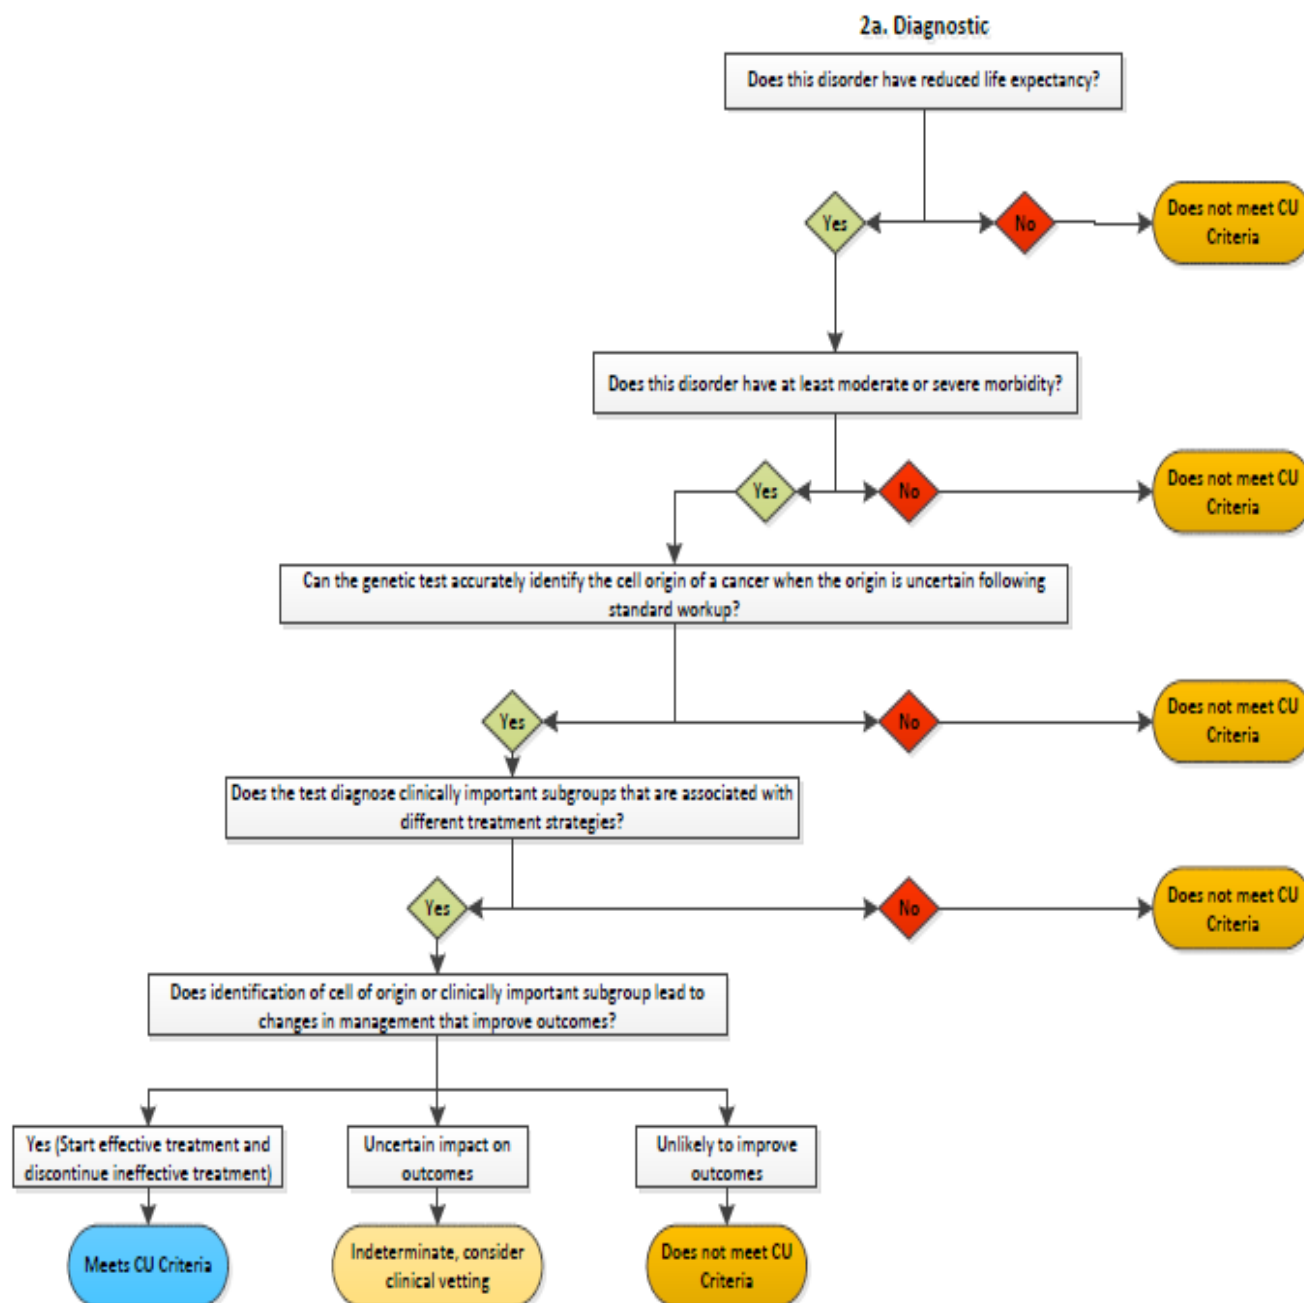 2a. Diagnostic
Does this disorder have reduced life expectancy?
Yes
No
Does not meet CU
Criteria
Does this disorder have at least moderate or severe morbidity?
Yes
No
Does not meet CU
Criteria
Can the genetic test accurately identify the cell origin of a cancer when the origin is uncertain following
standard workup?
Yes
No
Does not meet CU
Criteria
Does the test diagnose clinically important subgroups that are associated with
different treatment strategies?
Yes
No
Does not meet CU
Criteria
Does identification of cell of origin or clinically important subgroup lead to
changes in management that improve outcomes?
Yes (Start effective treatment and
discontinue ineffective treatment)
Uncertain impact on
outcomes
Unlikely to improve
outcomes
Meets CU Criteria
Indeterminate, consider
clinical vetting
Does not meet CU
Criteria